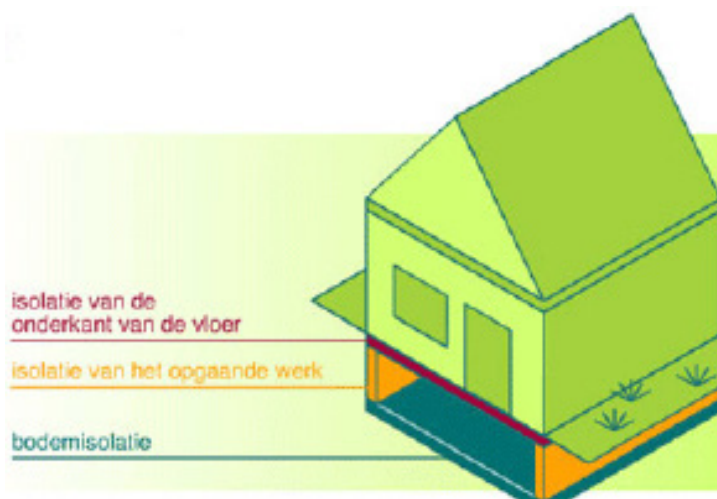 isolatie van de
onderkant van de vloer
isolatie van het opgaande werk
bodemisolatie